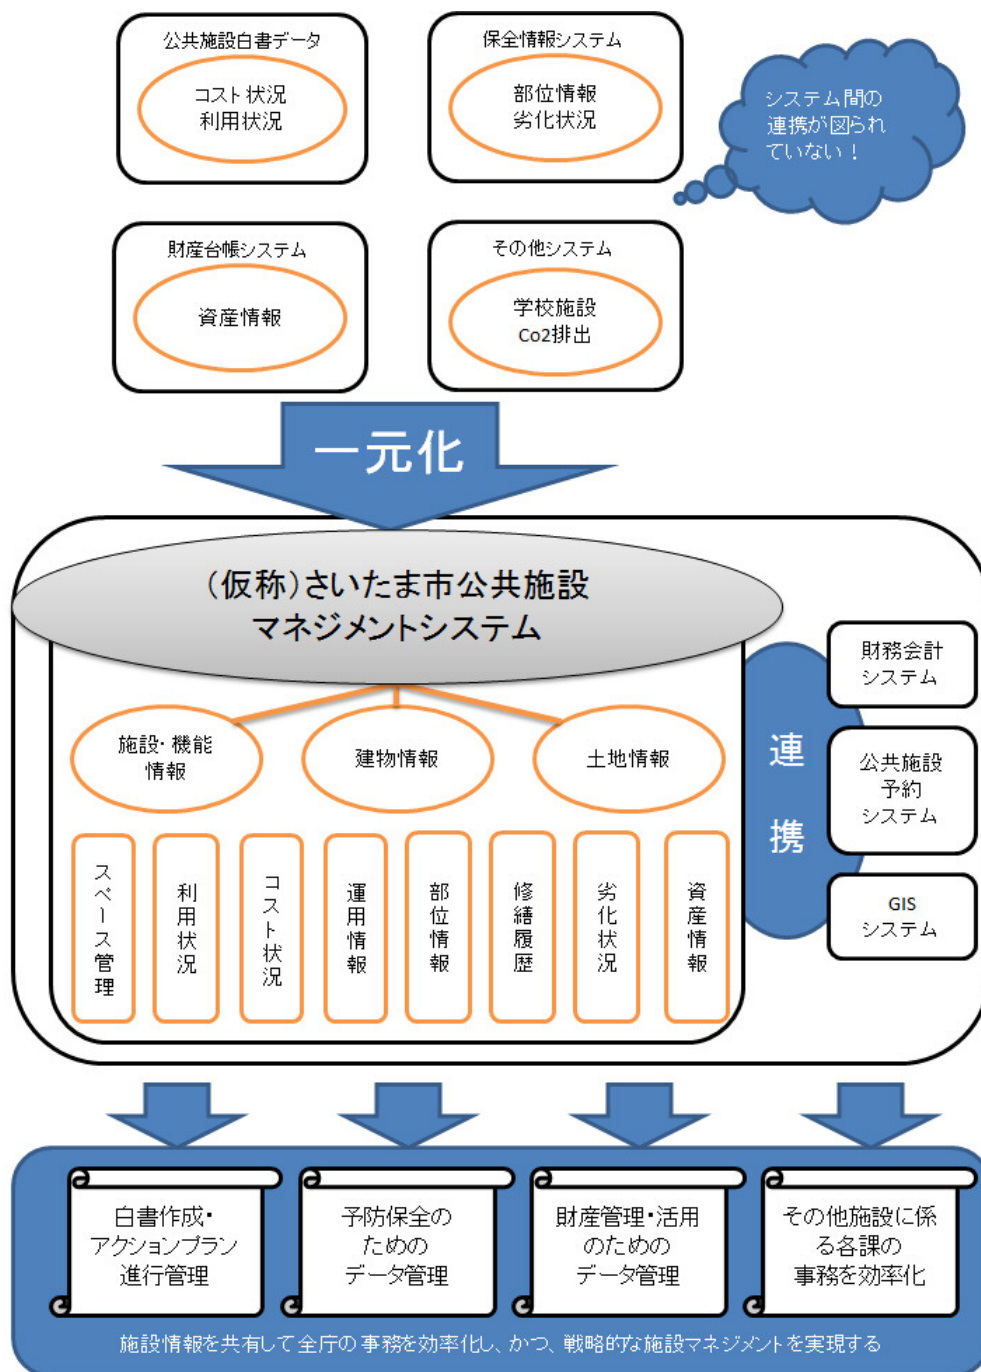 公共施設白書データ
コスト状況
利用状況
保全情報システム
部位情報
劣化状況
システム間の
連携が図られ
ていない！
財産台帳システム
資産情報
その他システム
学校施設
Co2排出
一元化
（仮称）さいたま市公共施設
マネジメントシステム
施設・機能
情報
建物情報
土地情報
スペース管理
利用状況
コスト状況
運用情報
部位情報
修繕履歴
劣化状況
資産情報
連携
財務会計
システム
公共施設
予約
システム
GIS
システム
白書作成・
アクションプラン
進行管理
予防保全の
ための
データ管理
財産管理・活用
のための
データ管理
その他施設に係
る各課の
事務を効率化
施設情報を共有して全庁の事務を効率化し、かつ、戦略的な施設マネジメントを実現する